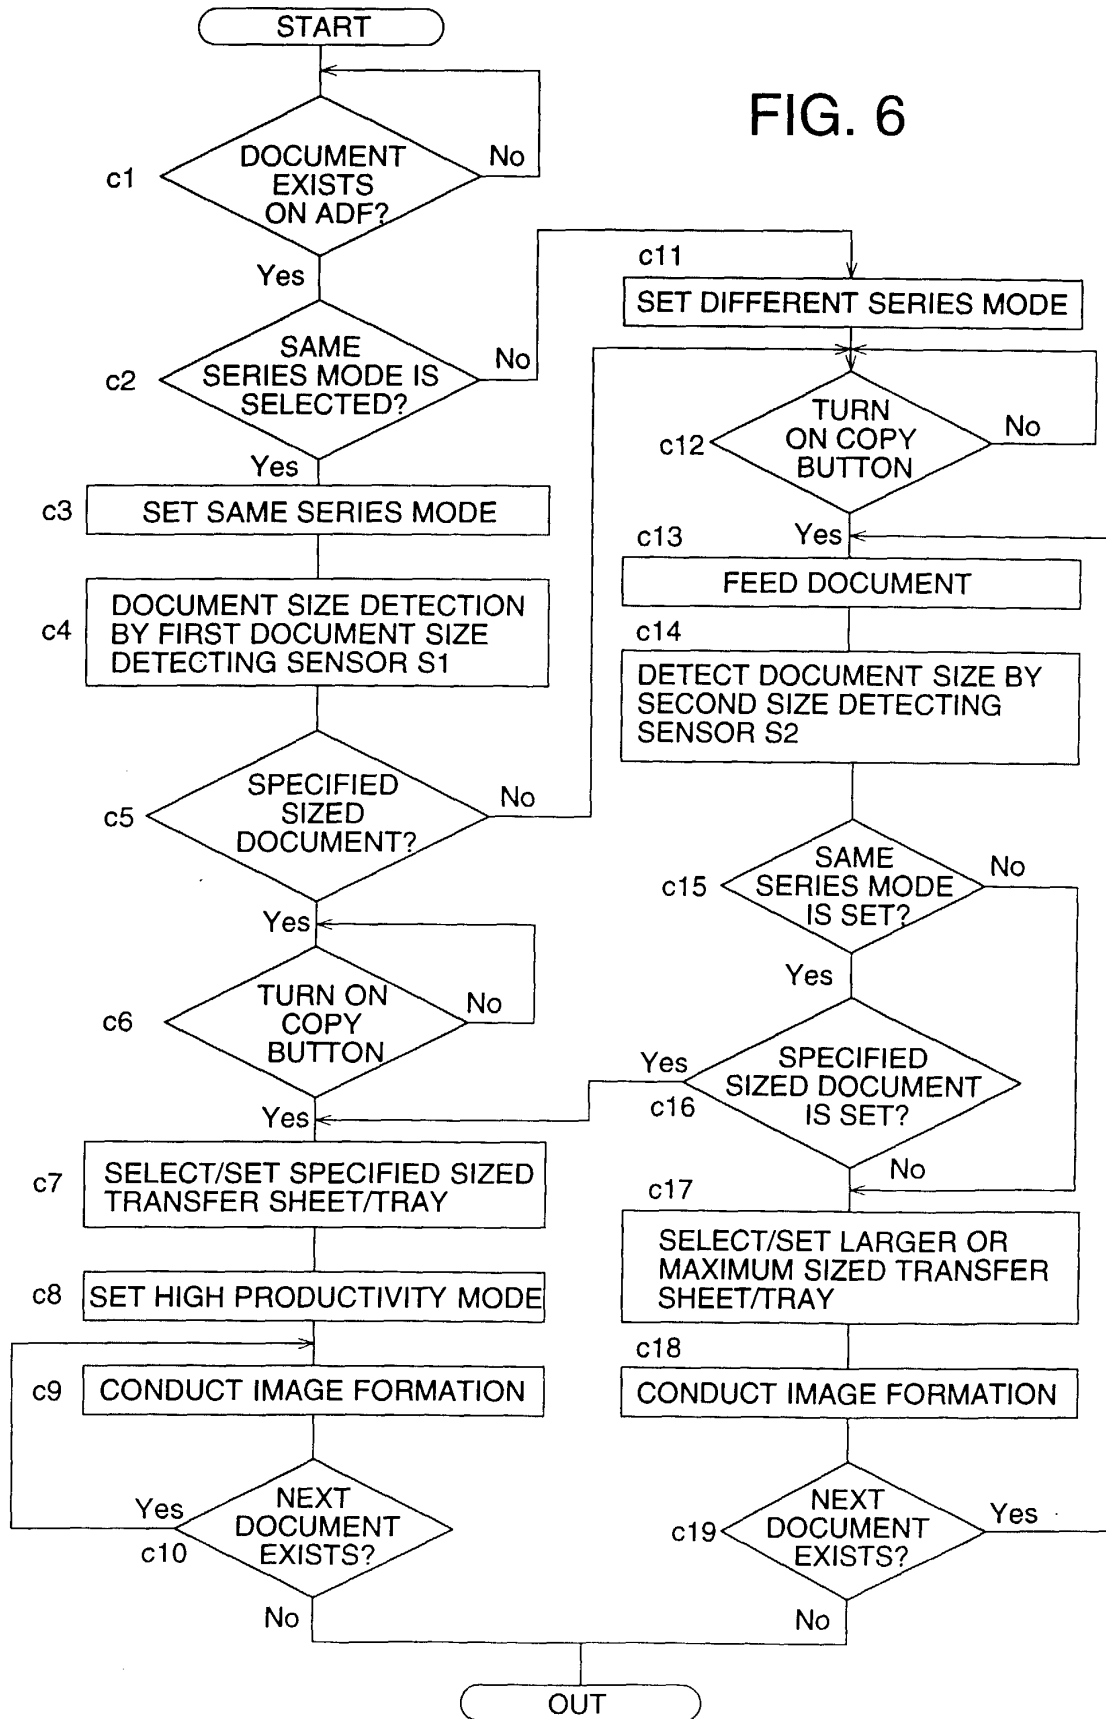 START
FIG. 6
c1
DOCUMENT
EXISTS
ON ADF?
No
Yes
c2
SAME
SERIES MODE IS
SELECTED?
No
Yes
c3
SET SAME SERIES MODE
c4
DOCUMENT SIZE DETECTION
BY FIRST DOCUMENT SIZE
DETECTING SENSOR S1
c5
SPECIFIED
SIZED
DOCUMENT?
No
Yes
c6
TURN ON
COPY
BUTTON
No
Yes
c7
SELECT/SET SPECIFIED SIZED
TRANSFER SHEET/TRAY
c8
SET HIGH PRODUCTIVITY MODE
c9
CONDUCT IMAGE FORMATION
Yes
c10
NEXT
DOCUMENT
EXISTS?
No
c11
SET DIFFERENT SERIES MODE
c12
TURN
ON COPY
BUTTON
No
Yes
c13
FEED DOCUMENT
c14
DETECT DOCUMENT SIZE BY
SECOND SIZE DETECTING
SENSOR S2
c15
SAME
SERIES MODE
IS SET?
No
Yes
Yes
c16
SPECIFIED
SIZED DOCUMENT
IS SET?
No
c17
SELECT/SET LARGER OR
MAXIMUM SIZED TRANSFER
SHEET/TRAY
c18
CONDUCT IMAGE FORMATION
c19
NEXT
DOCUMENT
EXISTS?
Yes
No
OUT